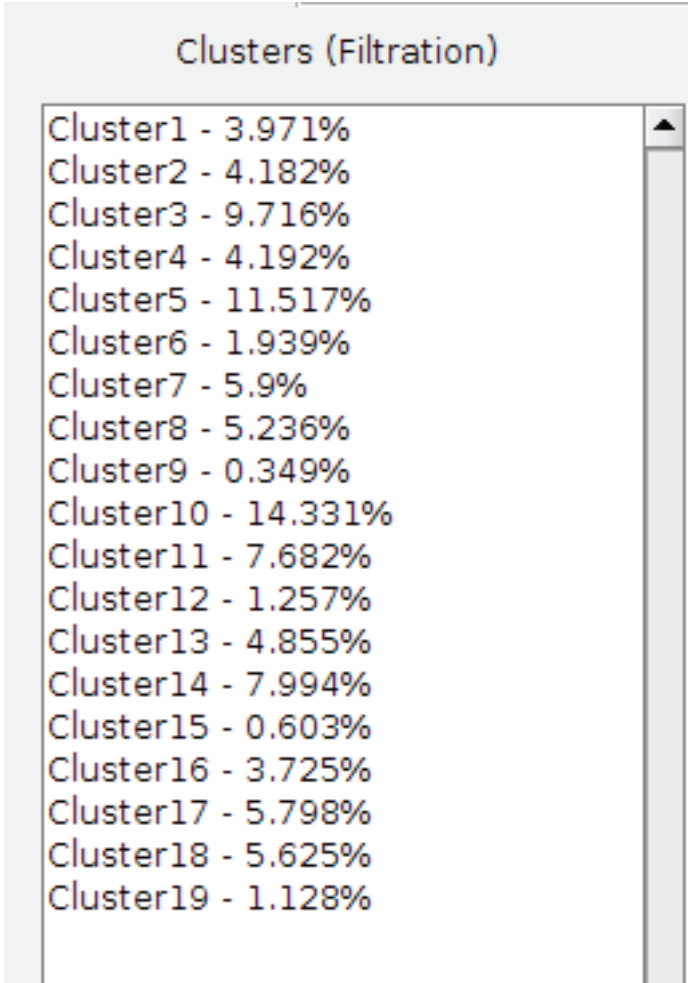 Clusters (Filtration)
Cluster1 - 3.971%
Cluster2 - 4.182%
Cluster3 - 9.716%
Cluster4 - 4.192%
Cluster5 - 11.517%
Cluster6 - 1.939%
Cluster7 - 5.9%
Cluster8 - 5.236%
Cluster9 - 0.349%
Cluster10 - 14.331%
Cluster11 - 7.682%
Cluster12 - 1.257%
Cluster13 - 4.855%
Cluster14 - 7.994%
Cluster15 - 0.603%
Cluster16 - 3.725%
Cluster17 - 5.798%
Cluster18 - 5.625%
Cluster19 - 1.128%